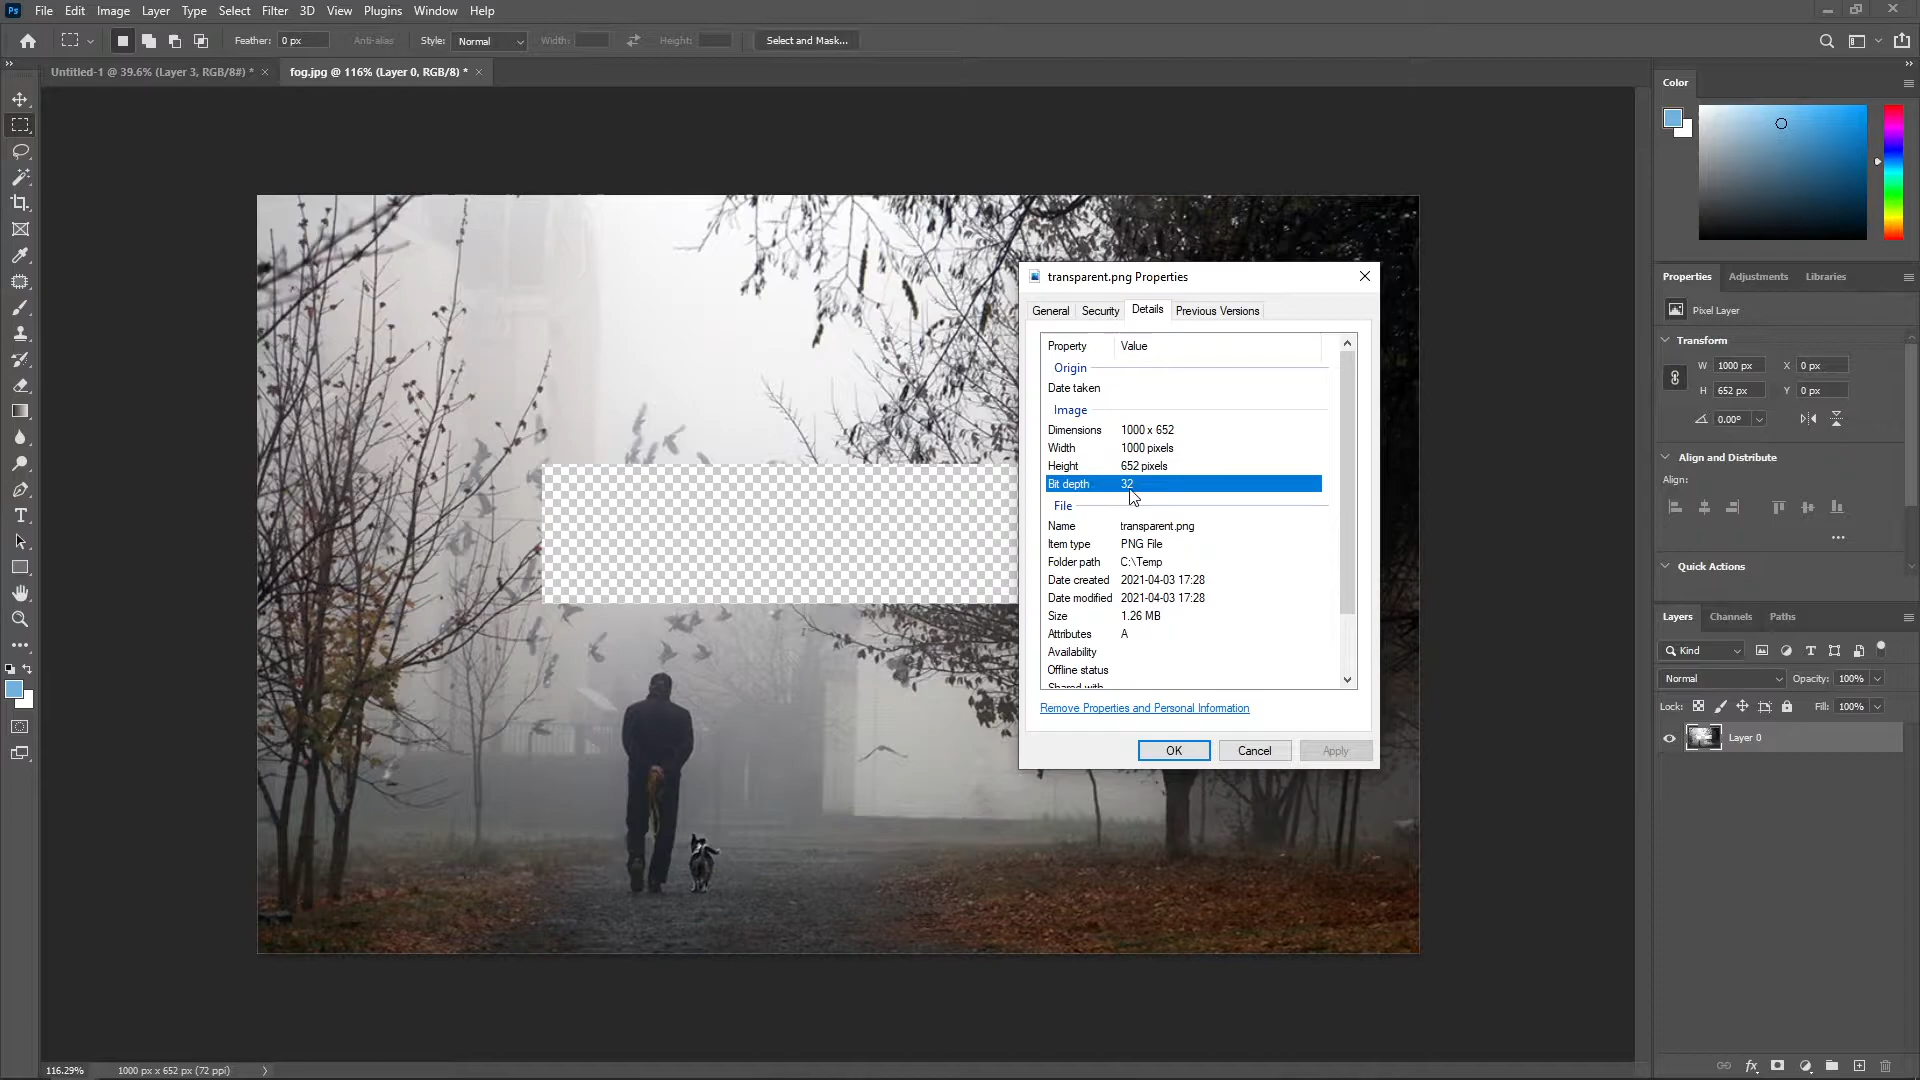 Ps File Edit Image Layer Type Select Filter 3D View Plugins Window Help
Feather: 0 px Anti-alias Style: Normal Width: Height: Select and Mask...
Untitled-1 @ 39.6% (Layer 3, RGB/8#) * fog.jpg @ 116% (Layer 0, RGB/8) *
Color
transparent.png Properties
General Security Details Previous Versions
Property Value
Origin
Date taken
Image
Dimensions 1000 x 652
Width 1000 pixels
Height 652 pixels
Bit depth 32
File
Name transparent.png
Item type PNG File
Folder path C:\Temp
Date created 2021-04-03 17:28
Date modified 2021-04-03 17:28
Size 1.26 MB
Attributes A
Availability
Offline status
Shared with
Remove Properties and Personal Information
OK Cancel Apply
Properties Adjustments Libraries
Pixel Layer
Transform
W 1000 px X 0 px
H 652 px Y 0 px
0.00°
Align and Distribute
Align:
Quick Actions
Layers Channels Paths
Kind
Normal Opacity: 100%
Lock: Fill: 100%
Layer 0
116.29% 1000 px x 652 px (72 ppi)